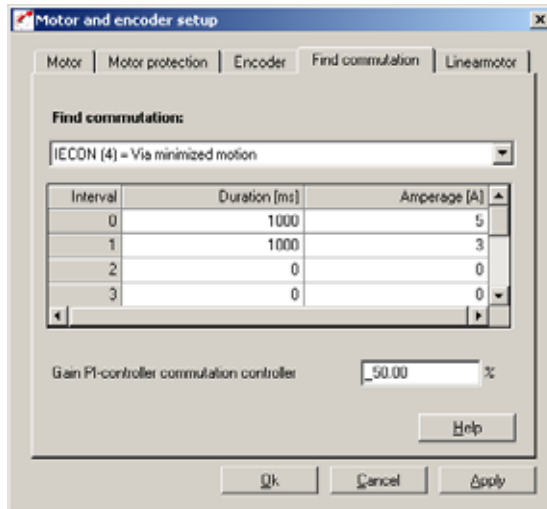 Motor and encoder setup
Motor Motor protection Encoder Find commutation Linearmotor
Find commutation:
IECON (4) = Via minimized motion
Interval Duration [ms] Amperage [A]
0 1000 5
1 1000 3
2 0 0
3 0 0
Gain PI-controller commutation controller _50.00 %
Help
Ok Cancel Apply